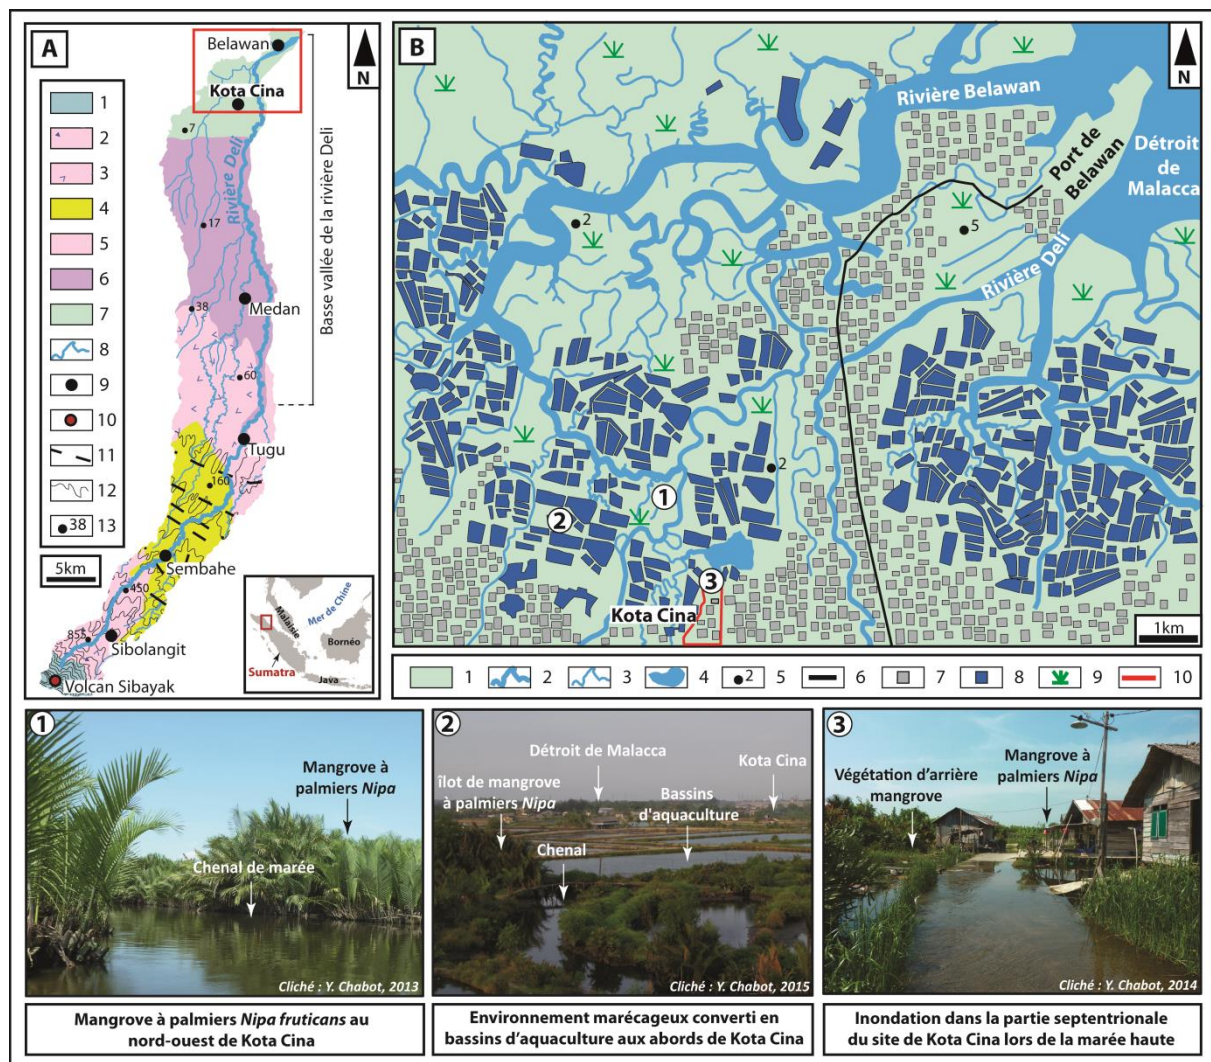 A
N
Belawan
Kota Cina
7
Rivière Deli
17
Medan
38
60
Tugu
160
Sembahe
450
855
Sibolangit
Volcan Sibayak
Basse vallée de la rivière Deli
1
2
3
4
5
6
7
8
9
10
11
12
38 13
5km
Mer de Chine
Malaisie
Bornéo
Sumatra
Java
B
N
Rivière Belawan
Port de
Belawan
Détroit
de
Malacca
2
5
Rivière Deli
2
1
2
3
Kota Cina
1km
1
2
3
4
2 5
6
7
8
9
10
1
Mangrove à
palmiers Nipa
Chenal de marée
Cliché : Y. Chabot, 2013
Mangrove à palmiers Nipa fruticans au
nord-ouest de Kota Cina
2
Détroit de Malacca
Kota Cina
îlot de mangrove
à palmiers Nipa
Bassins
d'aquaculture
Chenal
Cliché : Y. Chabot, 2015
Environnement marécageux converti en
bassins d'aquaculture aux abords de Kota Cina
3
Végétation d'arrière
mangrove
Mangrove à
palmiers Nipa
Cliché : Y. Chabot, 2014
Inondation dans la partie septentrionale
du site de Kota Cina lors de la marée haute